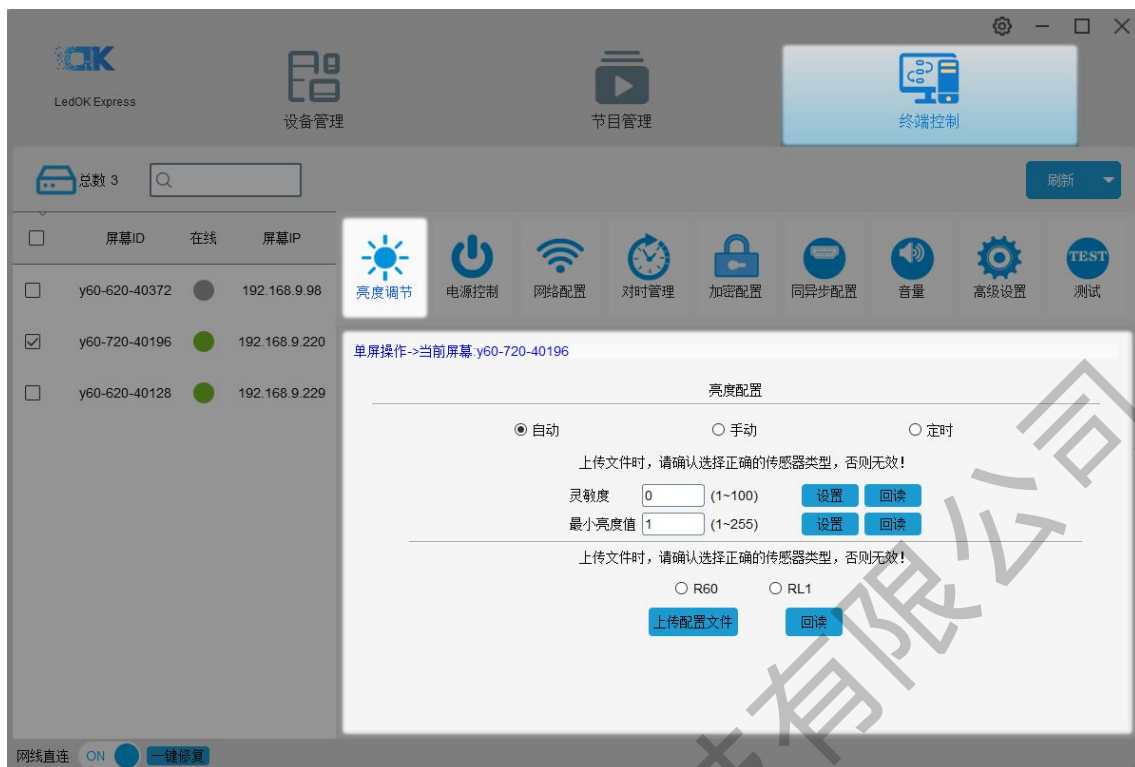 LedOK Express
设备管理
节目管理
终端控制
总数 3
刷新
屏幕ID 在线 屏幕IP
y60-620-40372 192.168.9.98
y60-720-40196 192.168.9.220
y60-620-40128 192.168.9.229
亮度调节 电源控制 网络配置 对时管理 加密配置 同异步配置 音量 高级设置 TEST 测试
单屏操作->当前屏幕:y60-720-40196
亮度配置
自动 手动 定时
上传文件时，请确认选择正确的传感器类型，否则无效！
灵敏度 0 (1~100) 设置 回读
最小亮度值 1 (1~255) 设置 回读
上传文件时，请确认选择正确的传感器类型，否则无效！
R60 RL1
上传配置文件 回读
网线直连 ON 一键修复
技有限公司